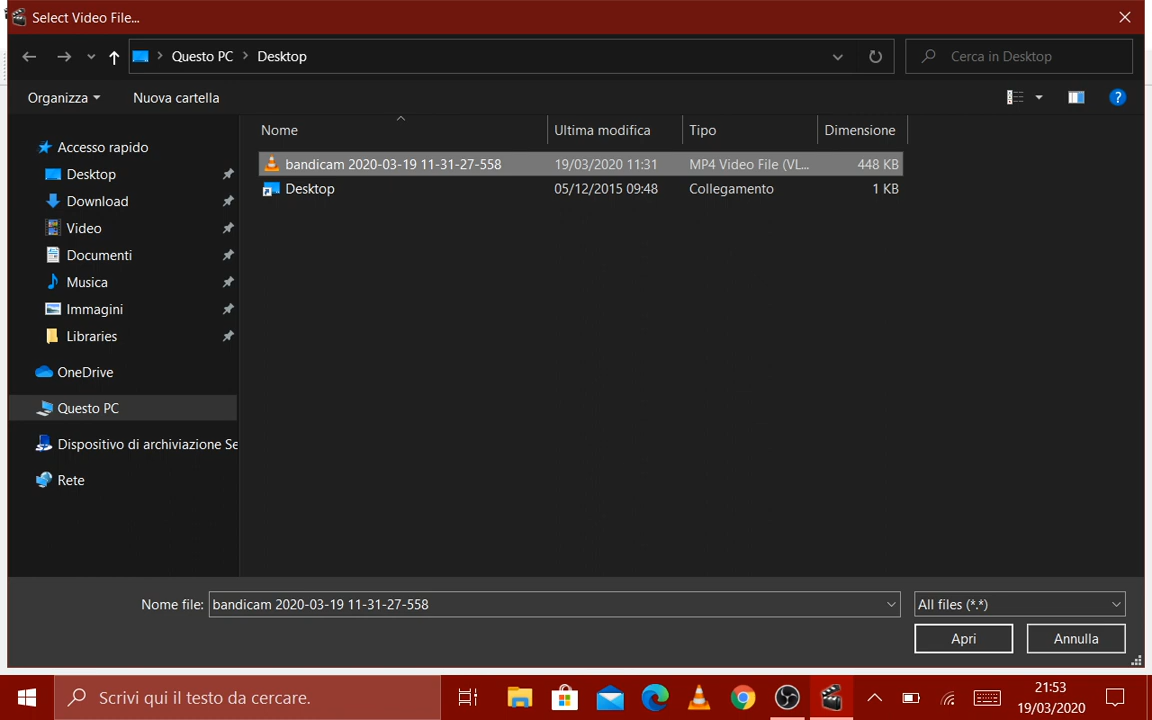 Select Video File...
Questo PC > Desktop
Cerca in Desktop
Organizza
Nuova cartella
?
Nome
Ultima modifica
Tipo
Dimensione
Accesso rapido
Desktop
Download
Video
Documenti
Musica
Immagini
Libraries
OneDrive
Questo PC
Dispositivo di archiviazione Se
Rete
bandicam 2020-03-19 11-31-27-558 19/03/2020 11:31 MP4 Video File (VL... 448 KB
Desktop 05/12/2015 09:48 Collegamento 1 KB
Nome file: bandicam 2020-03-19 11-31-27-558
All files (*.*)
Apri
Annulla
Scrivi qui il testo da cercare.
21:53
19/03/2020